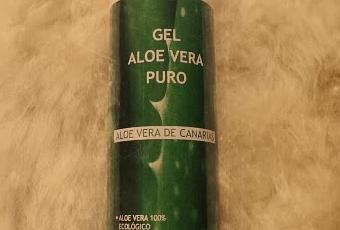 GEL
ALOE VERA
PURO
ALOE VERA DE CANARIAS
• ALOE VERA 100%
ECOLÓGICO